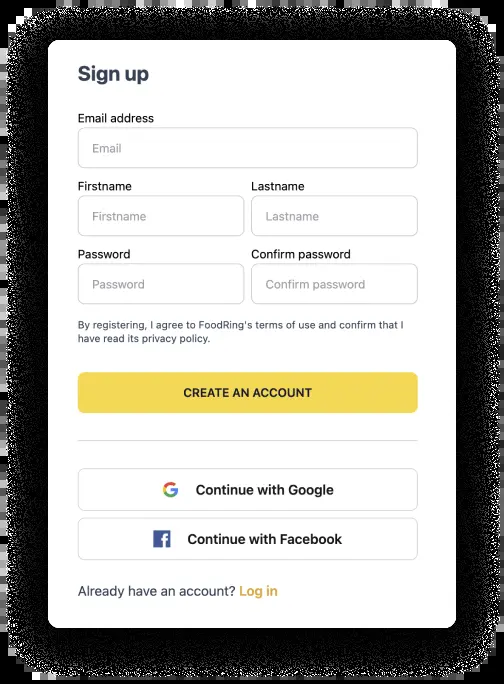 Sign up
Email address
Email
Firstname Lastname
Firstname Lastname
Password Confirm password
Password Confirm password
By registering, I agree to FoodRing's terms of use and confirm that I
have read its privacy policy.
CREATE AN ACCOUNT
Continue with Google
Continue with Facebook
Already have an account? Log in